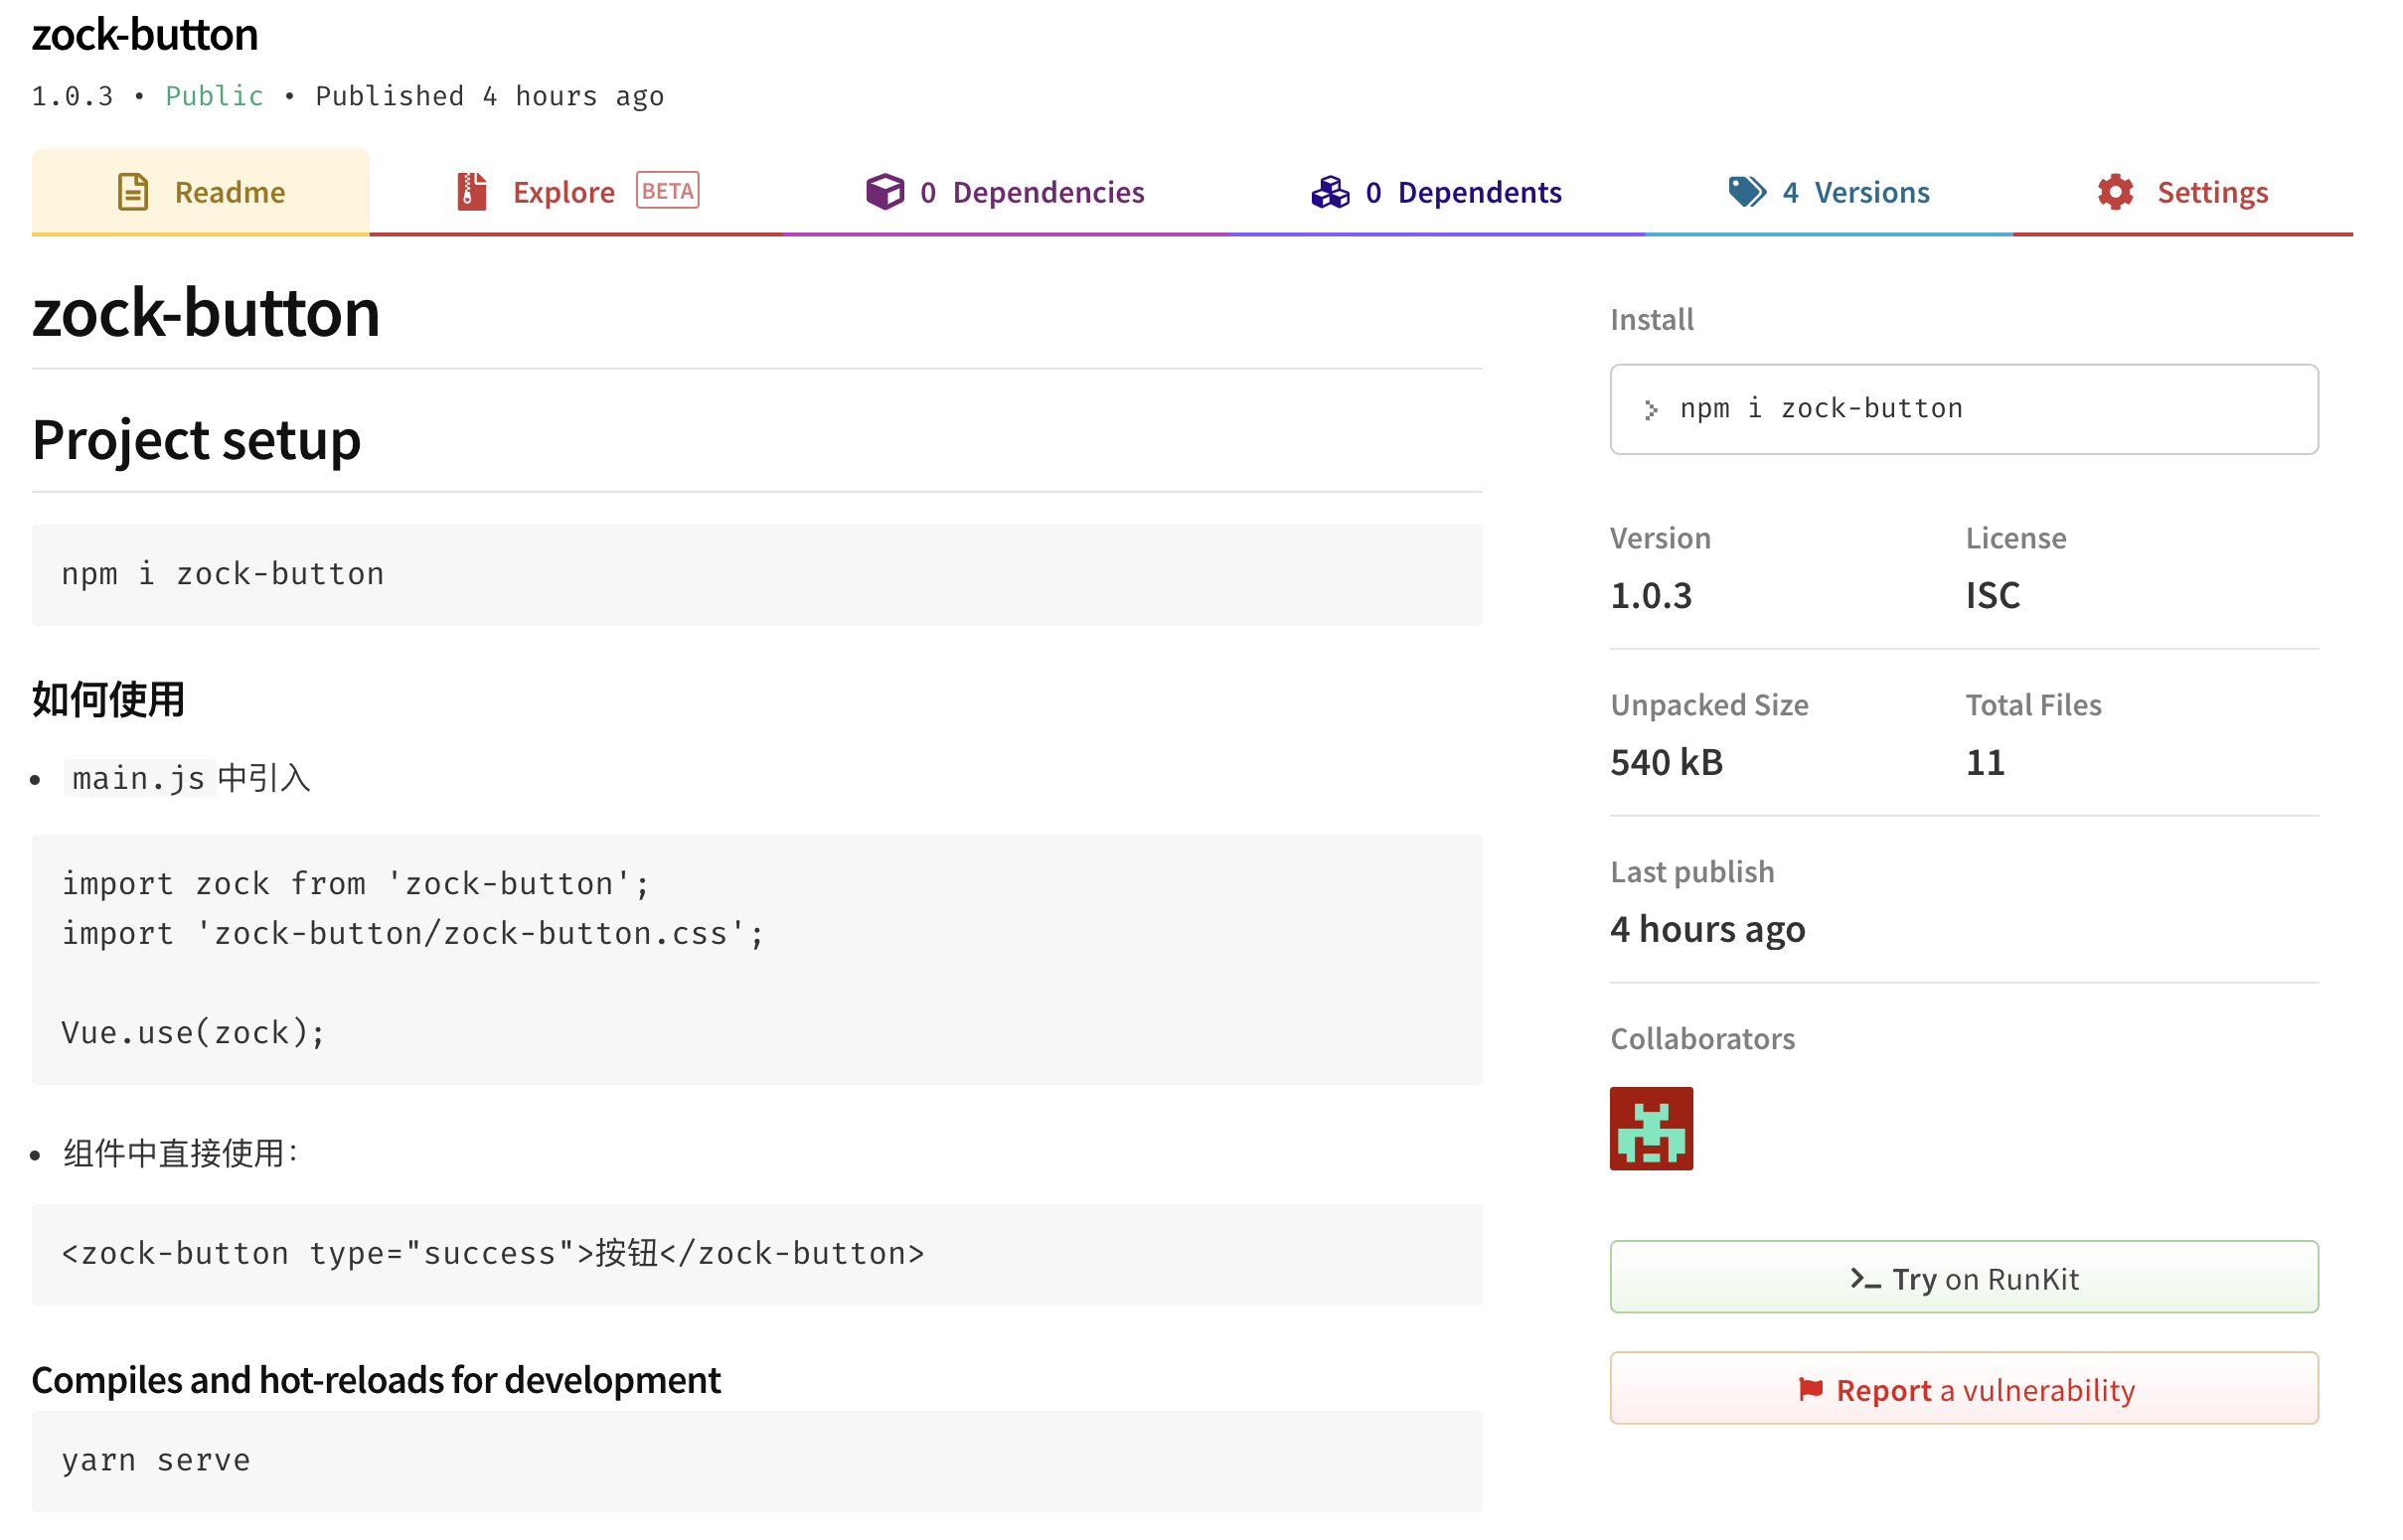 zock-button
1.0.3 • Public • Published 4 hours ago
Readme
Explore BETA
0 Dependencies
0 Dependents
4 Versions
Settings
zock-button
Project setup
npm i zock-button
如何使用
• main.js中引入
import zock from 'zock-button';
import 'zock-button/zock-button.css';
Vue.use(zock);
• 组件中直接使用：
<zock-button type="success">按钮</zock-button>
Compiles and hot-reloads for development
yarn serve
Install
> npm i zock-button
Version
License
1.0.3
ISC
Unpacked Size
Total Files
540 kB
11
Last publish
4 hours ago
Collaborators
Try on RunKit
Report a vulnerability